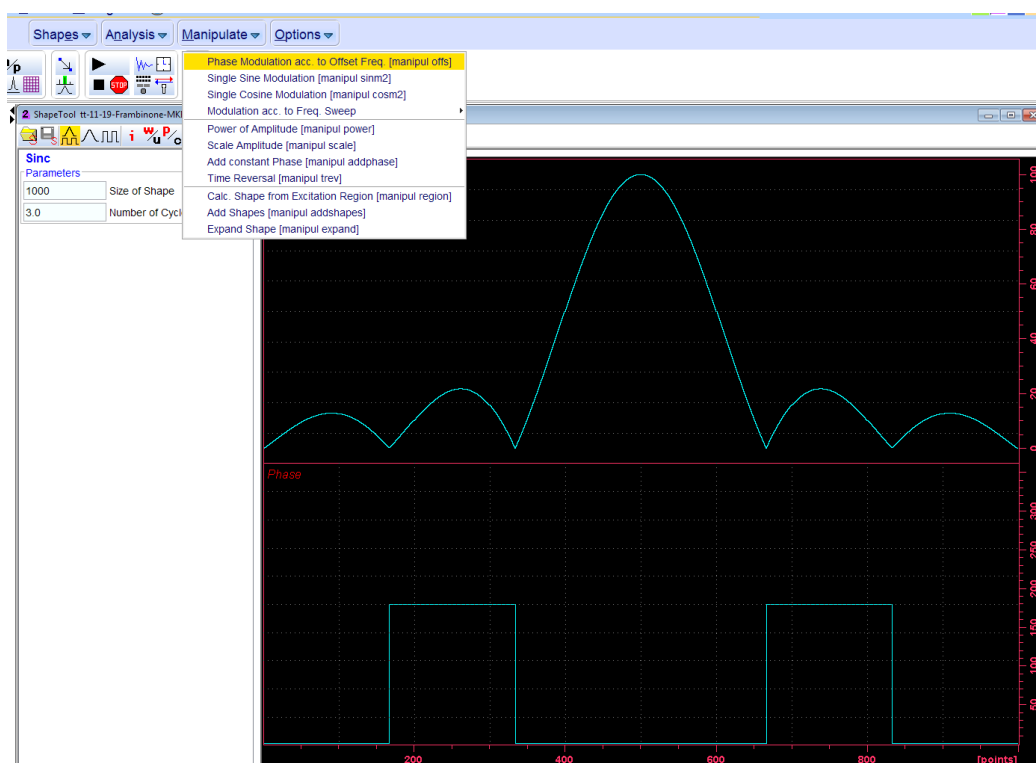 Shapes Analysis Manipulate Options
STOP
Phase Modulation acc. to Offset Freq. [manipul offs]
Single Sine Modulation [manipul sinm2]
Single Cosine Modulation [manipul cosm2]
Modulation acc. to Freq. Sweep
Power of Amplitude [manipul power]
Scale Amplitude [manipul scale]
Add constant Phase [manipul addphase]
Time Reversal [manipul trev]
Calc. Shape from Excitation Region [manipul region]
Add Shapes [manipul addshapes]
Expand Shape [manipul expand]
2 ShapeTool tt-11-19-Frambinone-MKI
Sinc
Parameters
1000 Size of Shape
3.0 Number of Cycl
100
80
60
40
20
0
Phase
300
250
200
150
100
50
200 400 600 800 [points]